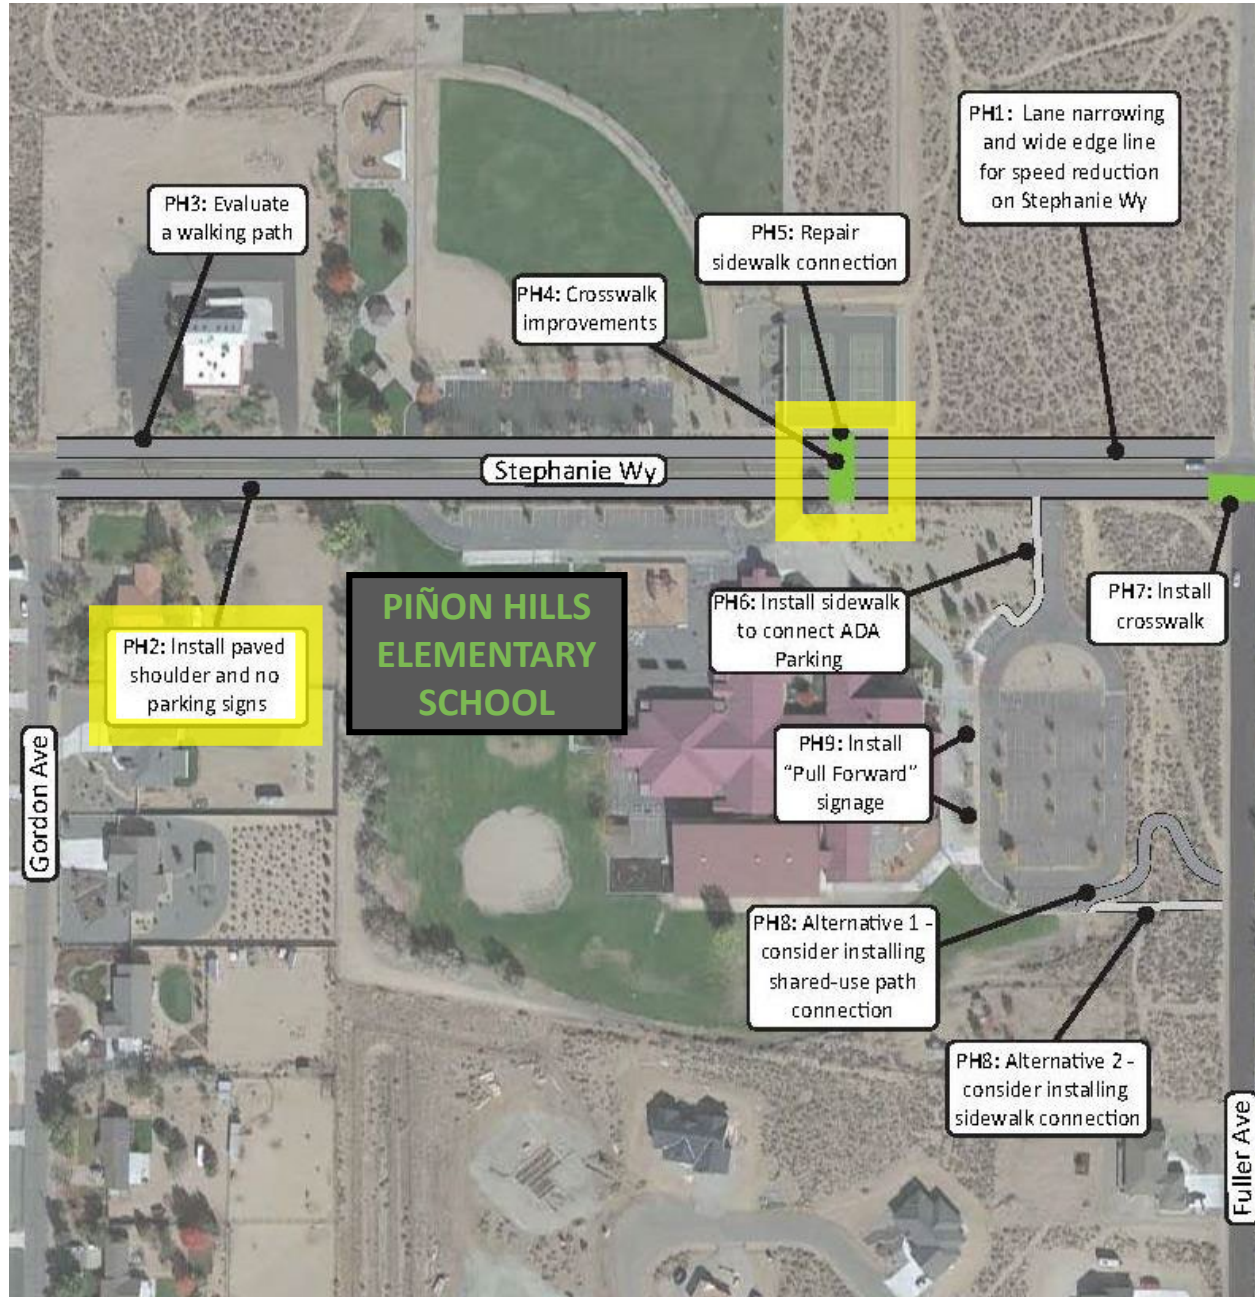 PH1: Lane narrowing
and wide edge line
for speed reduction
on Stephanie Wy
PH3: Evaluate
a walking path
PH5: Repair
sidewalk connection
PH4: Crosswalk
improvements
Stephanie Wy
PH2: Install paved
shoulder and no
parking signs
PIÑON HILLS
ELEMENTARY
SCHOOL
PH6: Install sidewalk
to connect ADA
Parking
PH7: Install
crosswalk
PH9: Install
“Pull Forward”
signage
Gordon Ave
PH8: Alternative 1 -
consider installing
shared-use path
connection
PH8: Alternative 2 -
consider installing
sidewalk connection
Fuller Ave